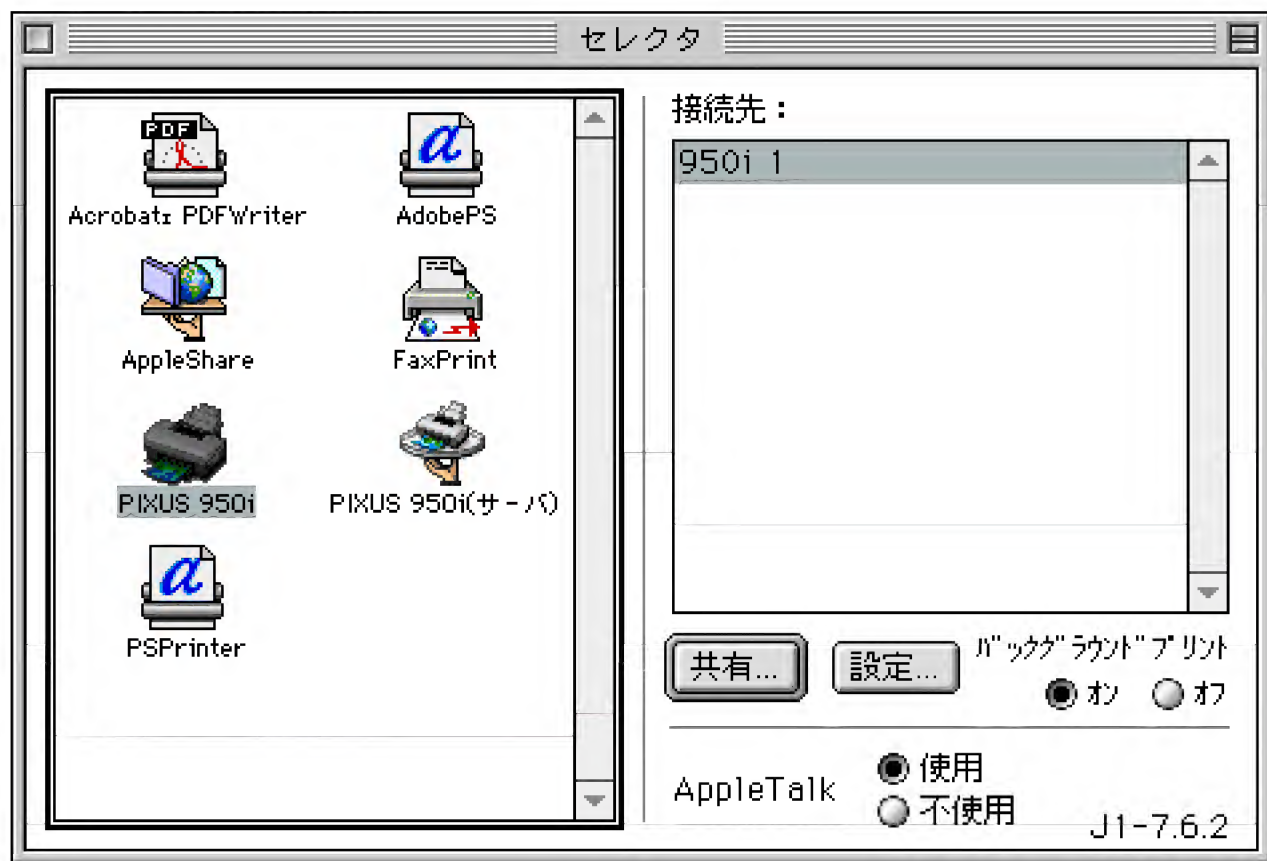 セレクタ
PDF
Acrobat™ PDFWriter
AdobePS
AppleShare
FaxPrint
PIXUS 950i
PIXUS 950i(サーバ)
PSPrinter
接続先：
950i 1
共有...
設定...
ﾊﾞｯｸｸﾞﾗｳﾝﾄﾞﾌﾟﾘﾝﾄ
ｵﾝ
ｵﾌ
AppleTalk
使用
不使用
J1-7.6.2